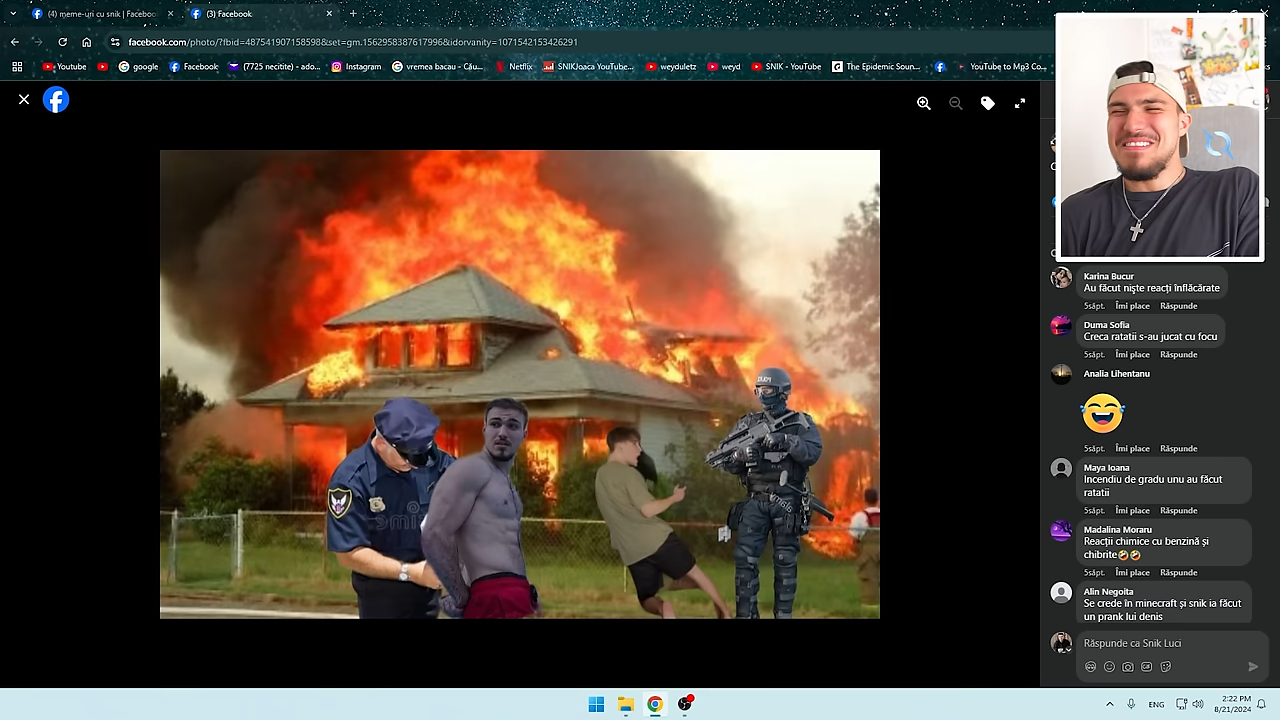 (4) meme-uri cu snik | Facebook
(3) Facebook
facebook.com/photo/?fbid=4875419071585988&set=gm.1562958387617996&idorvanity=1071542153426291
Youtube
google
Facebook
(7725 necitite) - ado...
Instagram
vremea bacau - Cău...
Netflix
SNIKJoaca YouTube...
weyduletz
weyd
SNIK - YouTube
The Epidemic Soun...
YouTube to Mp3 Co...
Karina Bucur
Au făcut niște reacți înflăcărate
5săpt. Îmi place Răspunde
Duma Sofia
Creca ratatii s-au jucat cu focu
5săpt. Îmi place Răspunde
Analia Lihentanu
5săpt. Îmi place Răspunde
Maya Ioana
Incendiu de gradu unu au făcut
ratatii
5săpt. Îmi place Răspunde
Madalina Moraru
Reacții chimice cu benzină și
chibrite🤣🤣
5săpt. Îmi place Răspunde
Alin Negoita
Se crede în minecraft și snik ia făcut
un prank lui denis
Răspunde ca Snik Luci
ENG
2:22 PM
8/21/2024